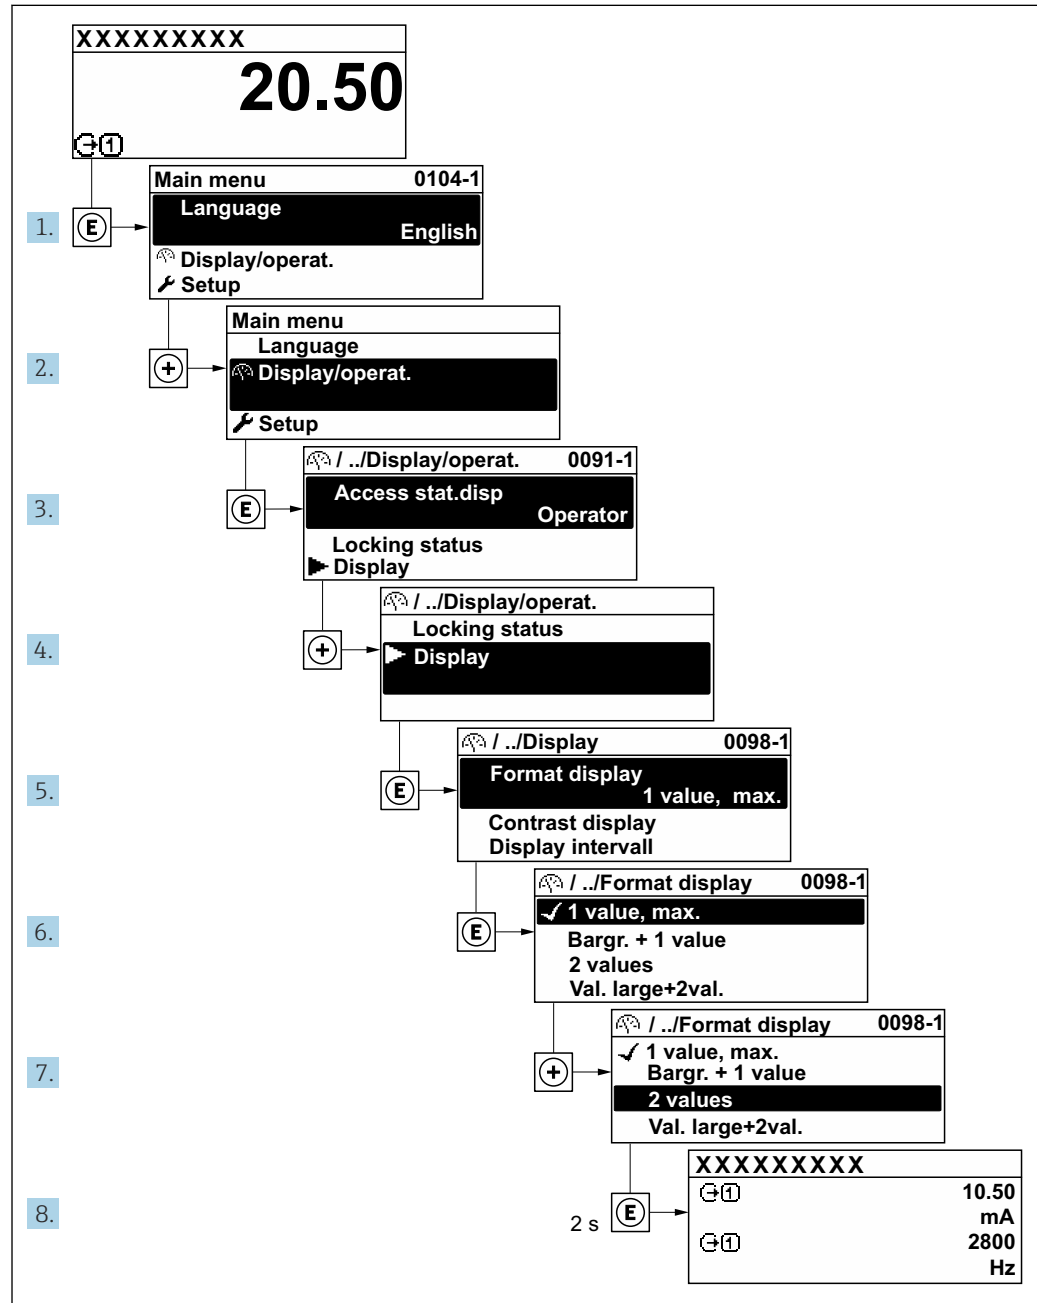 XXXXXXXXX
20.50
1
Main menu 0104-1
1. E Language
English
Display/operat.
Setup
Main menu
Language
2. + Display/operat.
Setup
/ ../Display/operat. 0091-1
3. E Access stat.disp
Operator
Locking status
Display
/ ../Display/operat.
Locking status
4. + Display
/ ../Display 0098-1
5. E Format display
1 value, max.
Contrast display
Display intervall
/ ../Format display 0098-1
6. E 1 value, max.
Bargr. + 1 value
2 values
Val. large+2val.
/ ../Format display 0098-1
7. + 1 value, max.
Bargr. + 1 value
2 values
Val. large+2val.
XXXXXXXXX
8. 2 s E 1 10.50
mA
1 2800
Hz